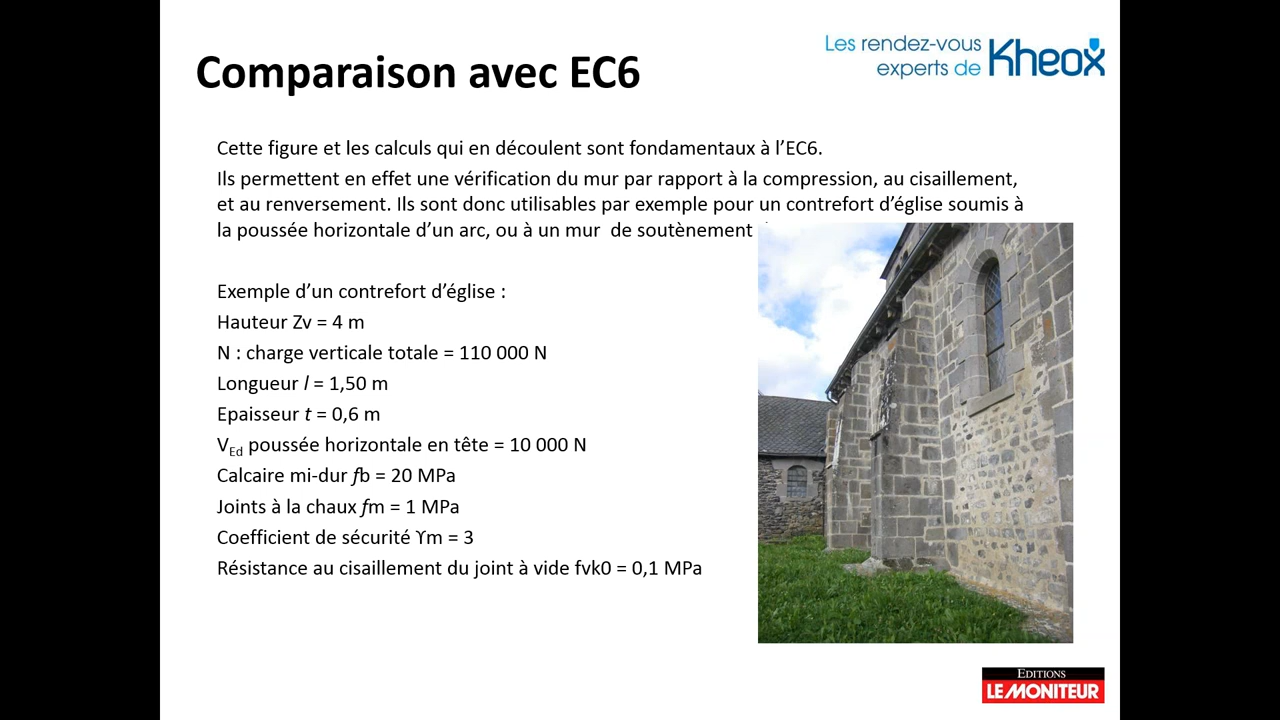 Comparaison avec EC6
Les rendez-vous
experts de Kheox
Cette figure et les calculs qui en découlent sont fondamentaux à l’EC6.
Ils permettent en effet une vérification du mur par rapport à la compression, au cisaillement,
et au renversement. Ils sont donc utilisables par exemple pour un contrefort d’église soumis à
la poussée horizontale d’un arc, ou à un mur  de soutènement
Exemple d’un contrefort d’église :
Hauteur Zv = 4 m
N : charge verticale totale = 110 000 N
Longueur l = 1,50 m
Epaisseur t = 0,6 m
VEd poussée horizontale en tête = 10 000 N
Calcaire mi-dur fb = 20 MPa
Joints à la chaux fm = 1 MPa
Coefficient de sécurité ϒm = 3
Résistance au cisaillement du joint à vide fvk0 = 0,1 MPa
EDITIONS
LE MONITEUR